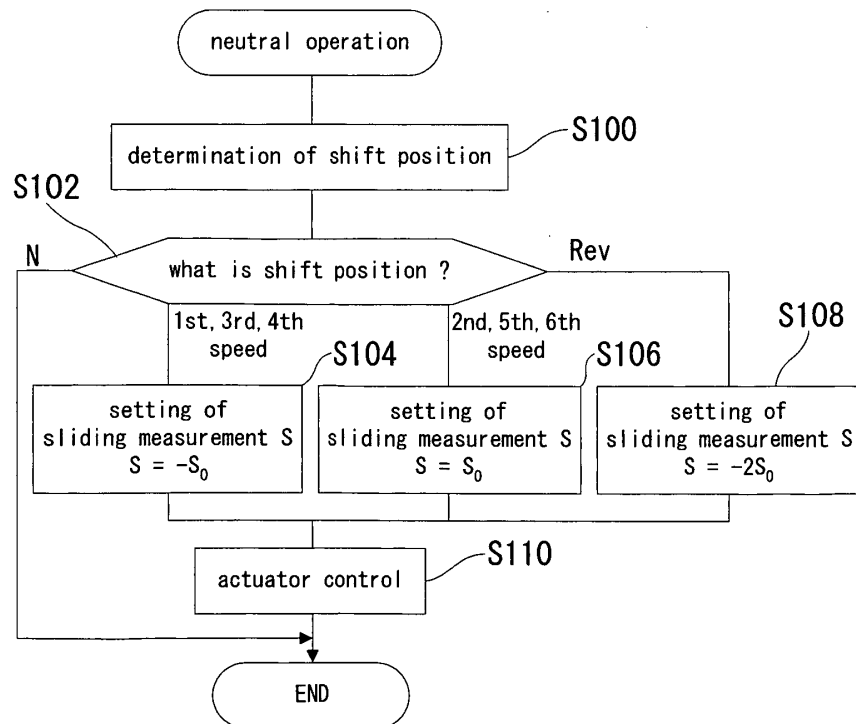 neutral operation
S100
determination of shift position
S102
N
Rev
what is shift position ?
1st, 3rd, 4th
speed
2nd, 5th, 6th
speed
S104
S106
S108
setting of
sliding measurement S
S = -S₀
setting of
sliding measurement S
S = S₀
setting of
sliding measurement S
S = -2S₀
S110
actuator control
END